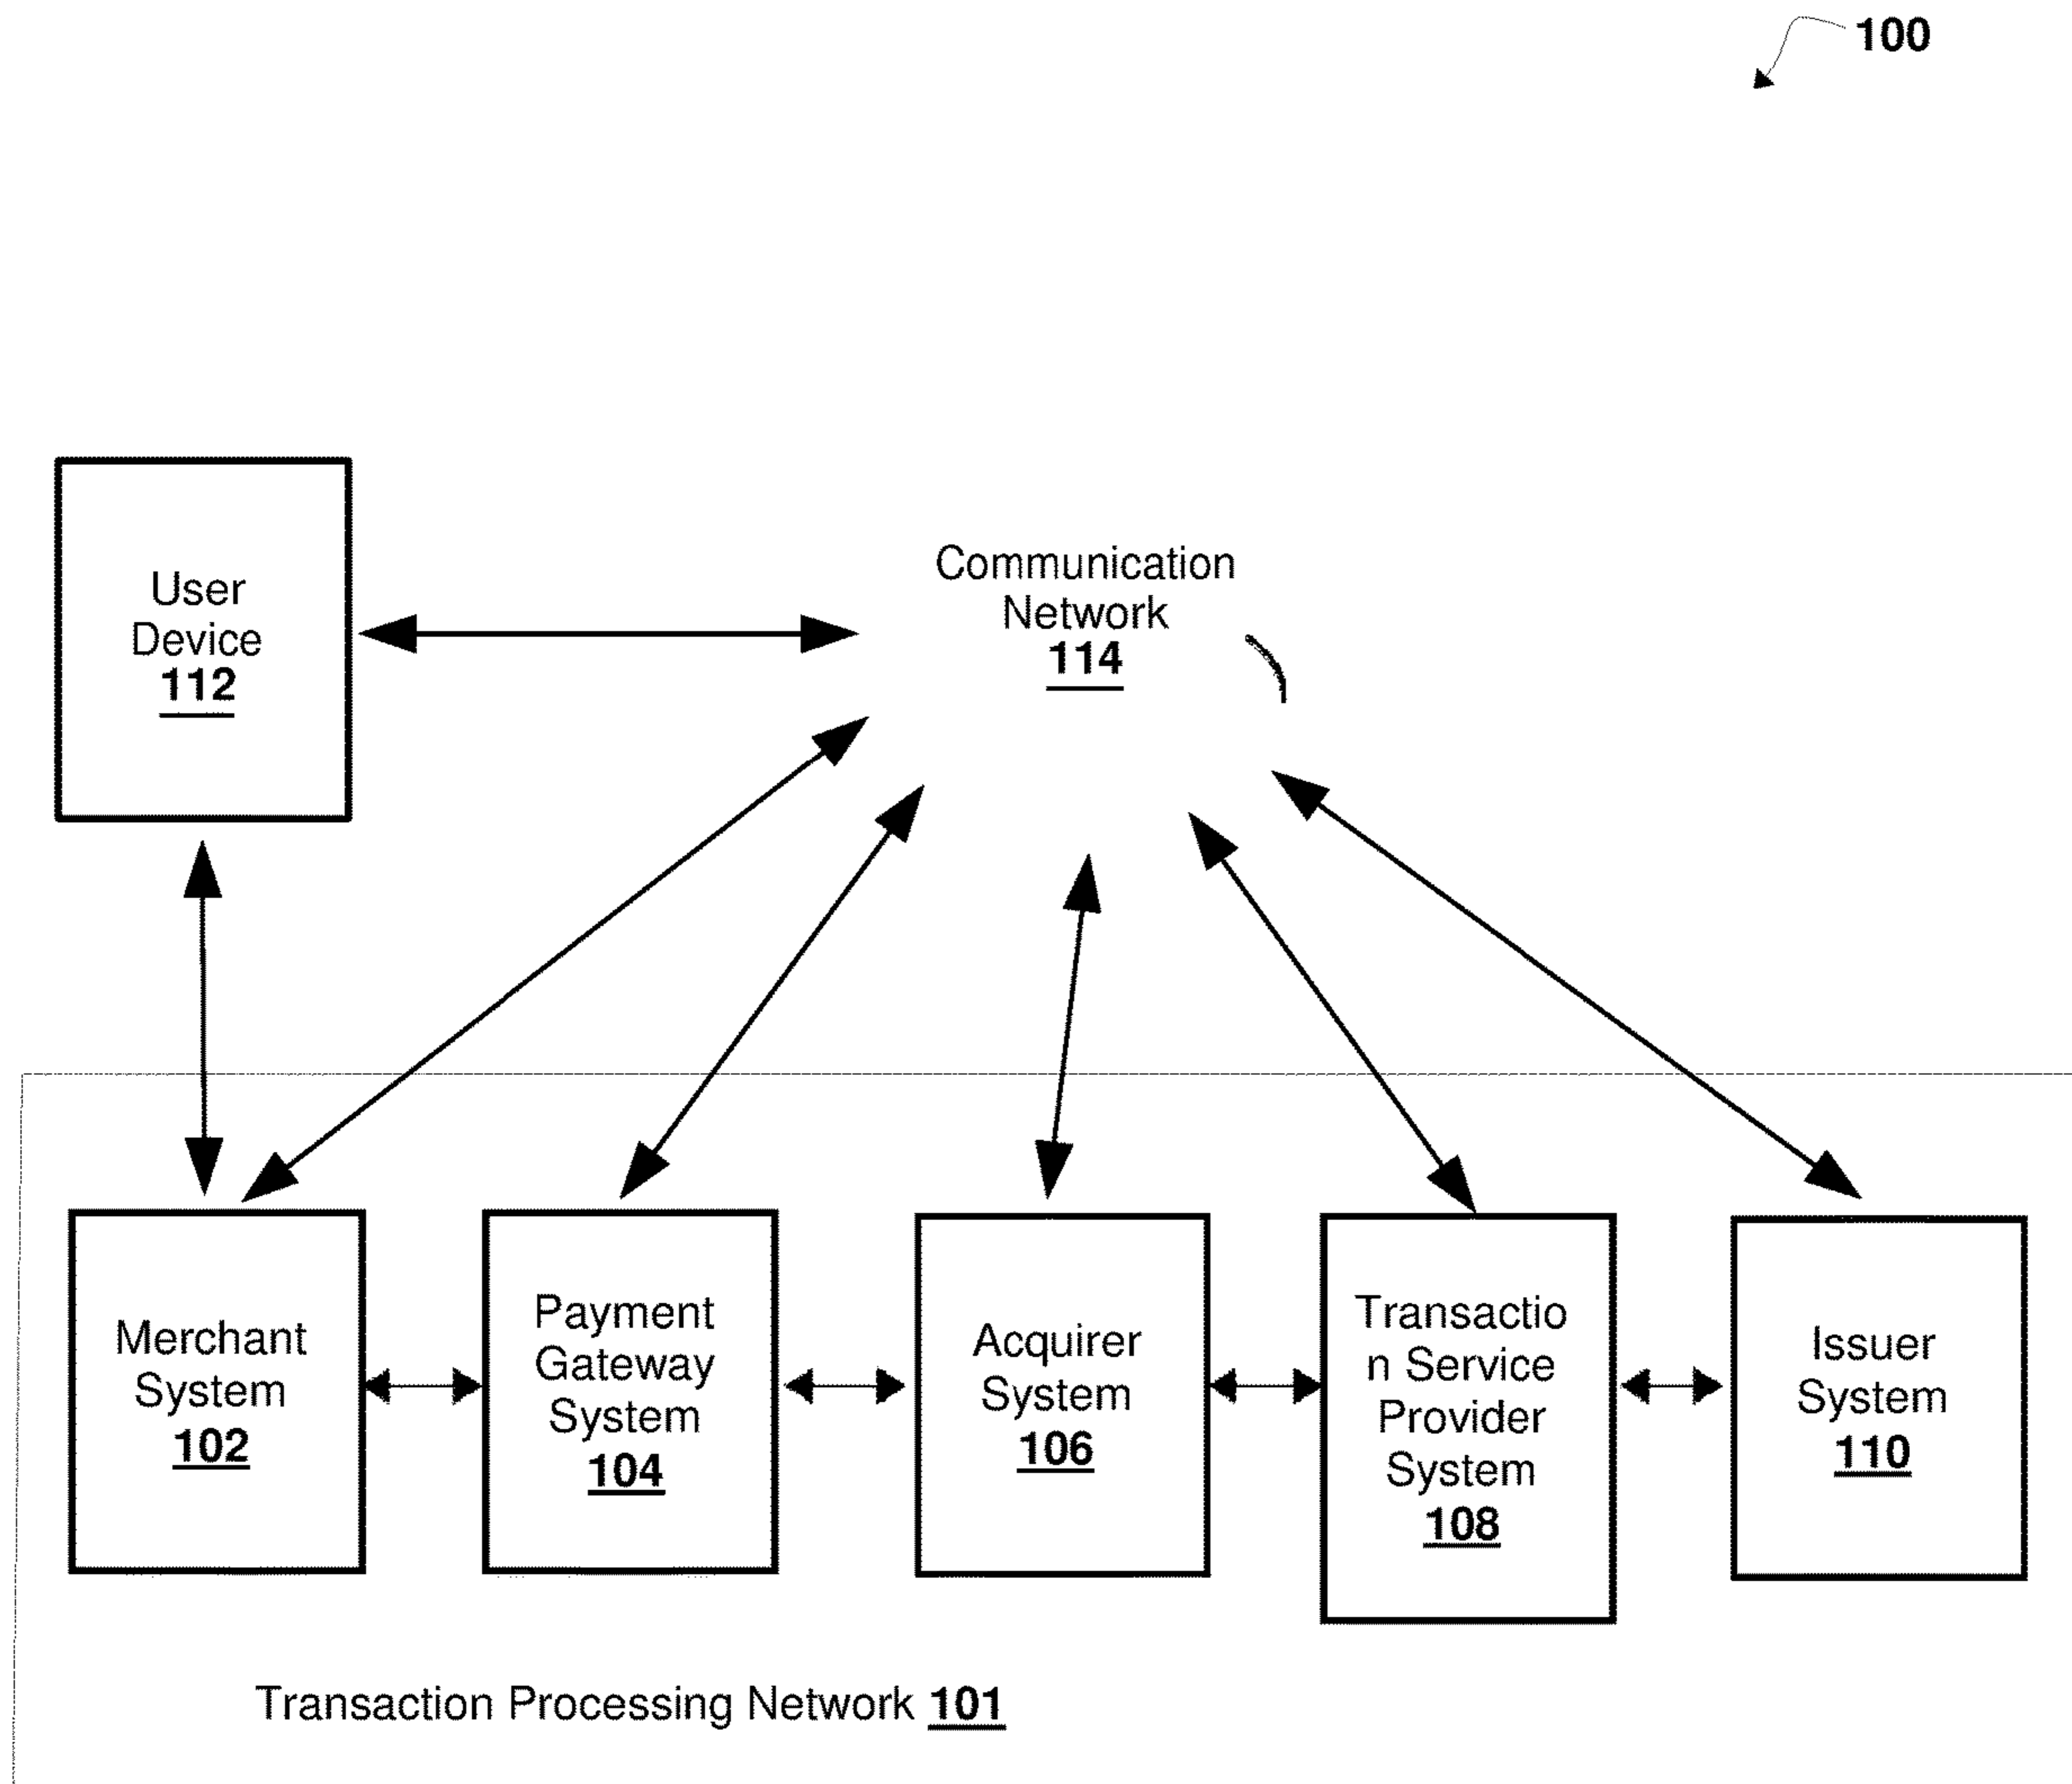 100
User
Device
112
Communication
Network
114
Merchant
System
102
Payment
Gateway
System
104
Acquirer
System
106
Transactio
n Service
Provider
System
108
Issuer
System
110
Transaction Processing Network 101